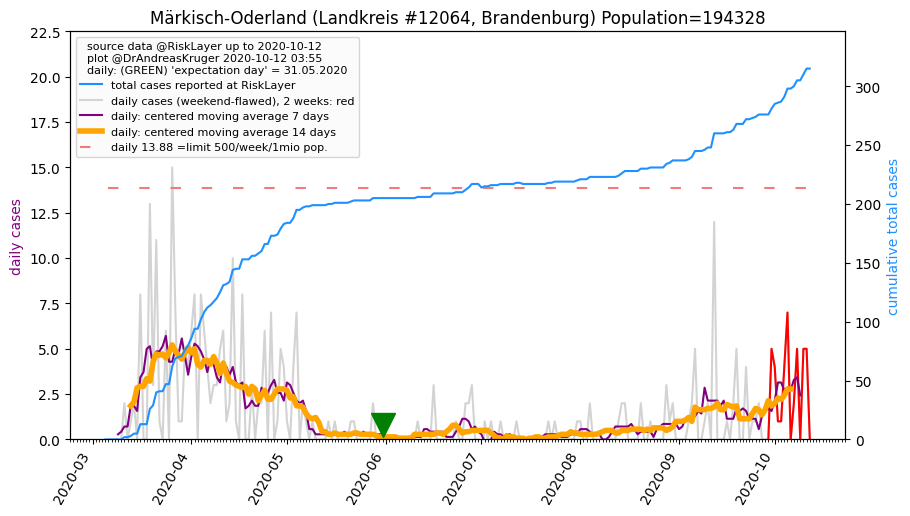 Märkisch-Oderland (Landkreis #12064, Brandenburg) Population=194328
source data @RiskLayer up to 2020-10-12
plot @DrAndreasKruger 2020-10-12 03:55
daily: (GREEN) 'expectation day' = 31.05.2020
total cases reported at RiskLayer
daily cases (weekend-flawed), 2 weeks: red
daily: centered moving average 7 days
daily: centered moving average 14 days
daily 13.88 =limit 500/week/1mio pop.
daily cases
22.5
20.0
17.5
15.0
12.5
10.0
7.5
5.0
2.5
0.0
cumulative total cases
300
250
200
150
100
50
0
2020-03
2020-04
2020-05
2020-06
2020-07
2020-08
2020-09
2020-10